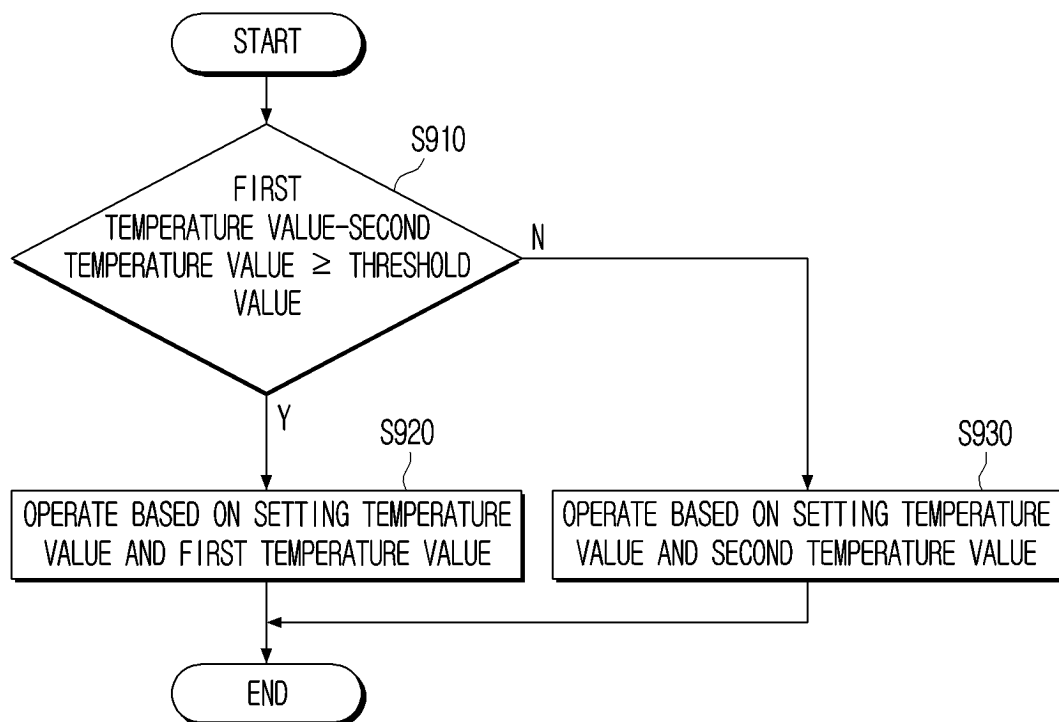 START
S910
FIRST
TEMPERATURE VALUE-SECOND
TEMPERATURE VALUE ≥ THRESHOLD
VALUE
N
Y
S920
OPERATE BASED ON SETTING TEMPERATURE
VALUE AND FIRST TEMPERATURE VALUE
S930
OPERATE BASED ON SETTING TEMPERATURE
VALUE AND SECOND TEMPERATURE VALUE
END